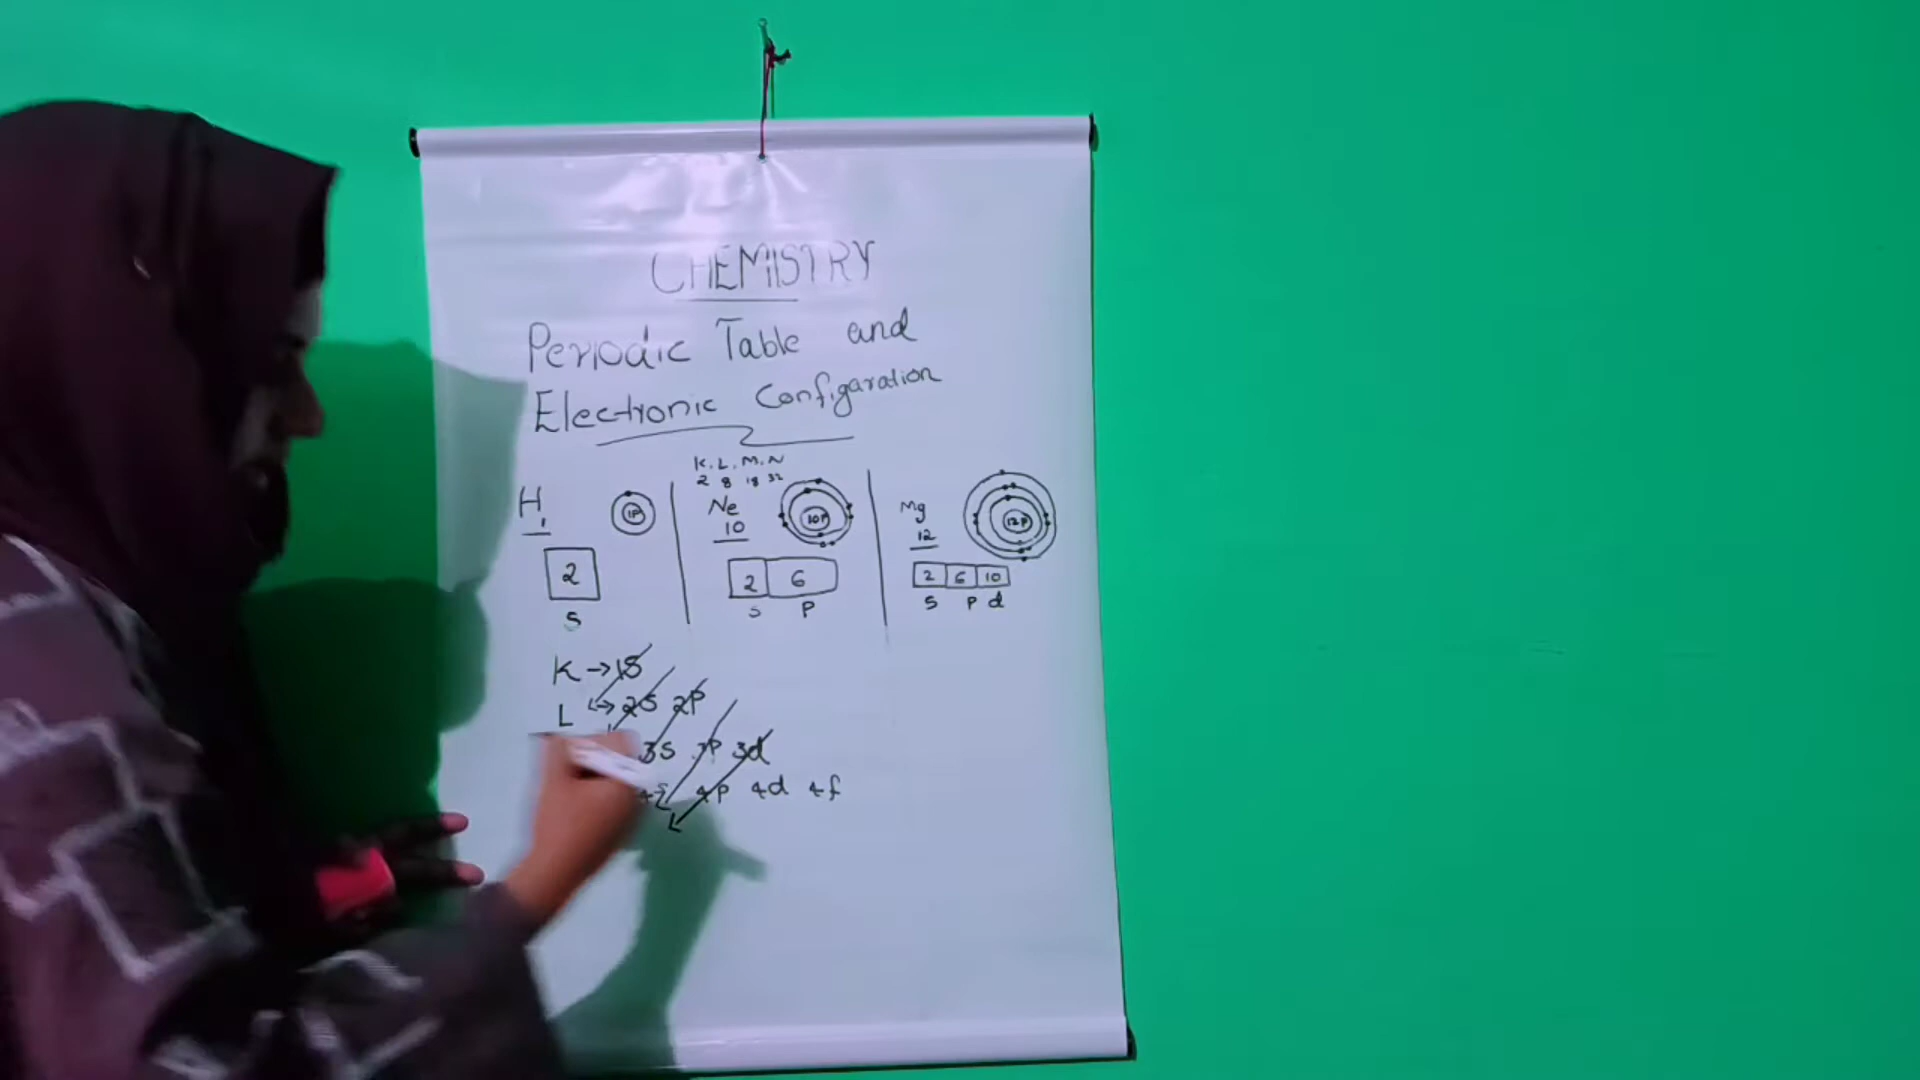 CHEMISTRY
Periodic Table and
Electronic Configaration
K. L. M. N
2 8 18 32
H 1 1P
Ne 10 10P
Mg 12 12P
2
S
2 6
S P
2 6 10
S P d
K → 1S
L → 2S 2P
3S 3P 3d
4S 4P 4d 4f